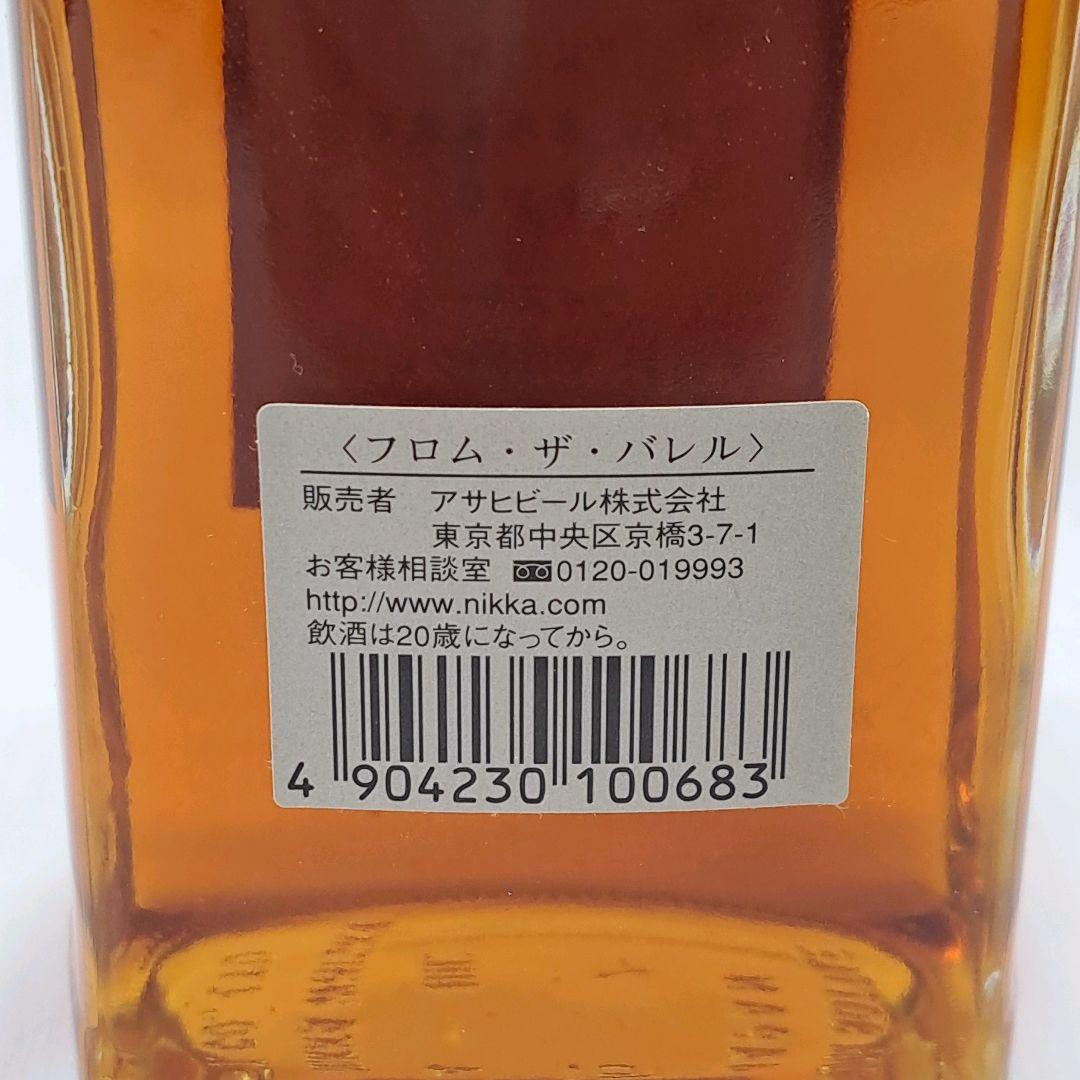 〈フロム・ザ・バレル〉
販売者 アサヒビール株式会社
東京都中央区京橋3-7-1
お客様相談室 0120-019993
http://www.nikka.com
飲酒は20歳になってから。
4 904230 100683